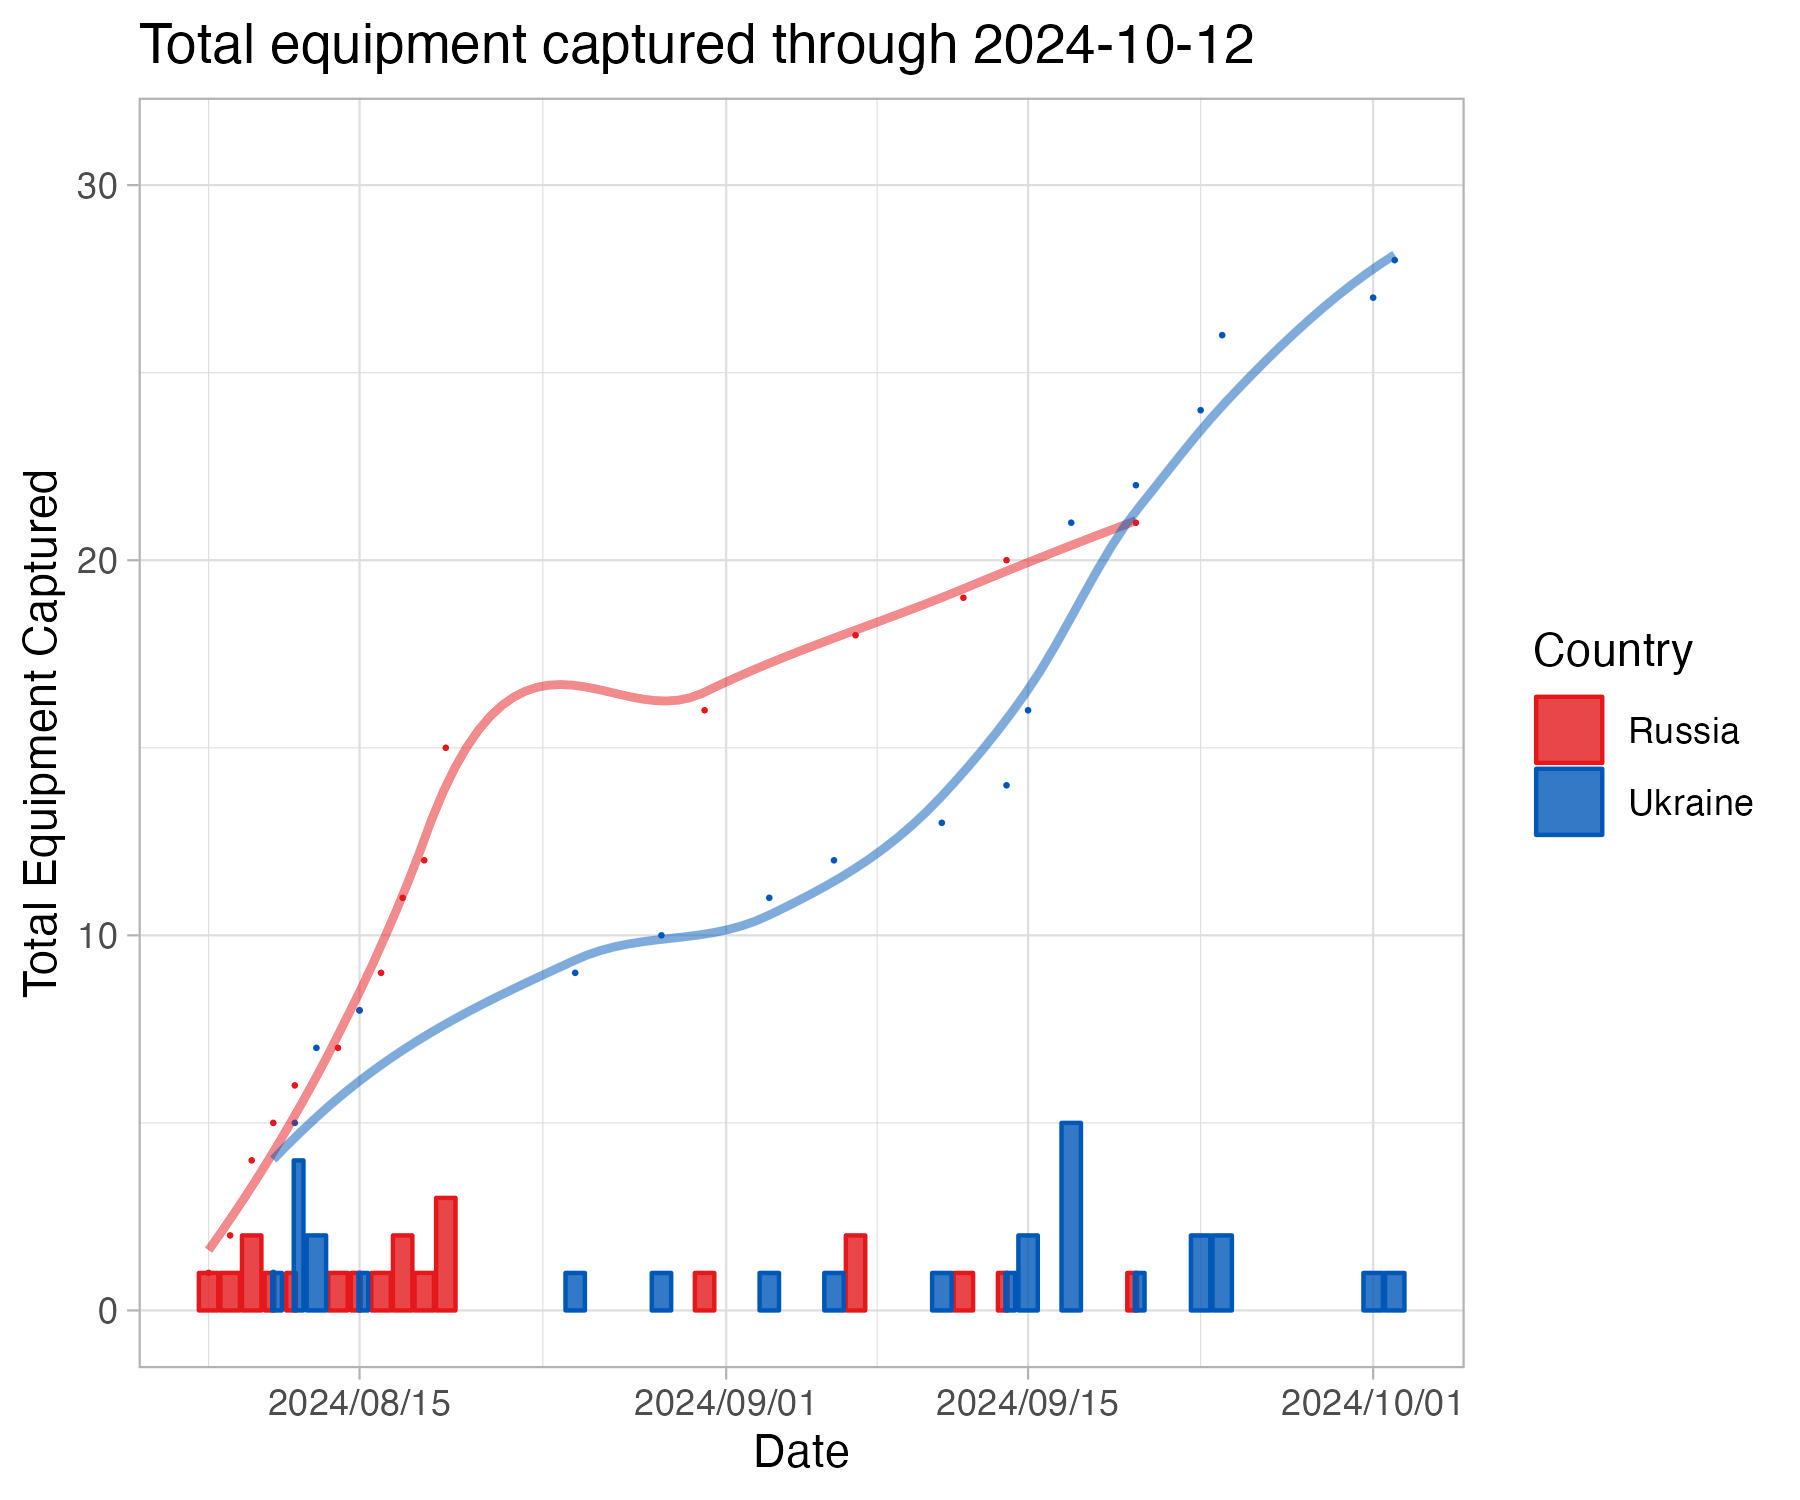 Total equipment captured through 2024-10-12
Total Equipment Captured
30
20
10
0
2024/08/15
2024/09/01
2024/09/15
2024/10/01
Date
Country
Russia
Ukraine